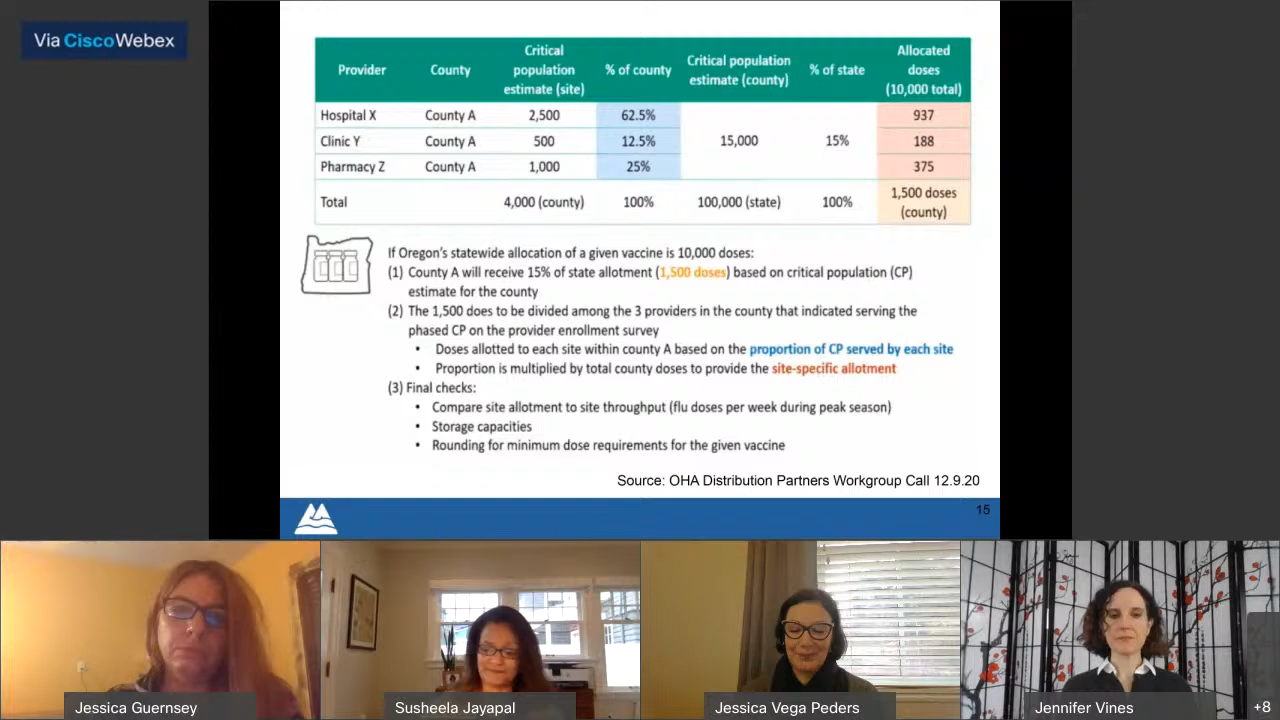 Via CiscoWebex
Provider County Critical population estimate (site) % of county Critical population estimate (county) % of state Allocated doses (10,000 total)
Hospital X County A 2,500 62.5% 937
Clinic Y County A 500 12.5% 15,000 15% 188
Pharmacy Z County A 1,000 25% 375
Total 4,000 (county) 100% 100,000 (state) 100% 1,500 doses (county)
If Oregon's statewide allocation of a given vaccine is 10,000 doses:
(1) County A will receive 15% of state allotment (1,500 doses) based on critical population (CP)
estimate for the county
(2) The 1,500 does to be divided among the 3 providers in the county that indicated serving the
phased CP on the provider enrollment survey
• Doses allotted to each site within county A based on the proportion of CP served by each site
• Proportion is multiplied by total county doses to provide the site-specific allotment
(3) Final checks:
• Compare site allotment to site throughput (flu doses per week during peak season)
• Storage capacities
• Rounding for minimum dose requirements for the given vaccine
Source: OHA Distribution Partners Workgroup Call 12.9.20
15
Jessica Guernsey
Susheela Jayapal
Jessica Vega Peders
Jennifer Vines
+8